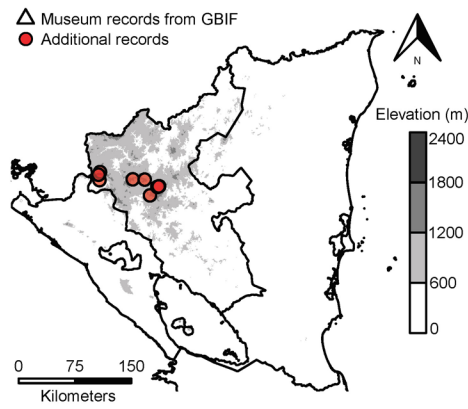 Museum records from GBIF
Additional records
N
Elevation (m)
2400
1800
1200
600
0
0 75 150
Kilometers